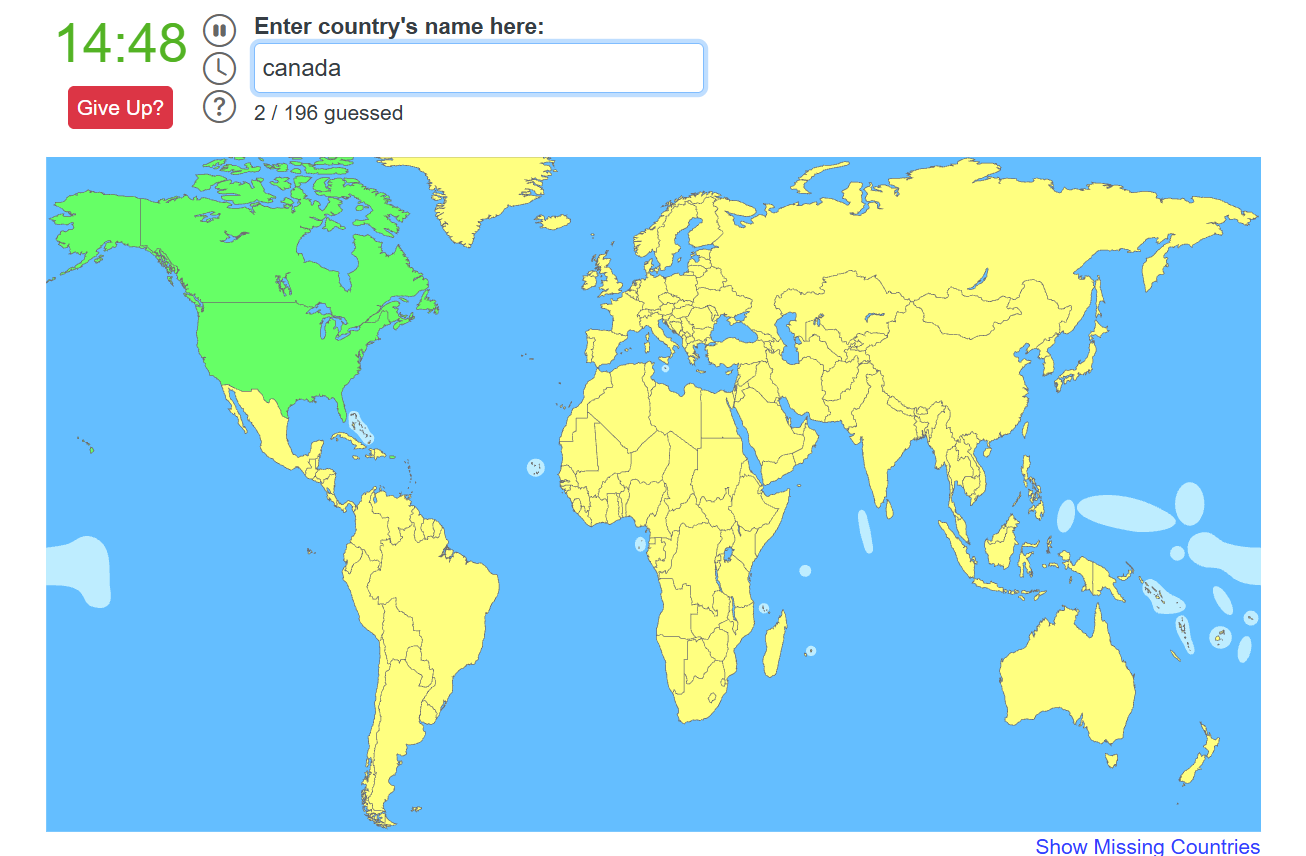 14:48
Enter country's name here:
canada
Give Up?
?
2 / 196 guessed
Show Missing Countries